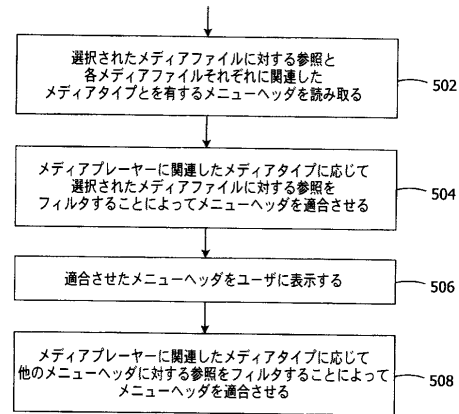 選択されたメディアファイルに対する参照と
各メディアファイルそれぞれに関連した
メディアタイプとを有するメニューヘッダを読み取る
502
メディアプレーヤーに関連したメディアタイプに応じて
選択されたメディアファイルに対する参照を
フィルタすることによってメニューヘッダを適合させる
504
適合させたメニューヘッダをユーザに表示する
506
メディアプレーヤーに関連したメディアタイプに応じて
他のメニューヘッダに対する参照をフィルタすることによって
メニューヘッダを適合させる
508